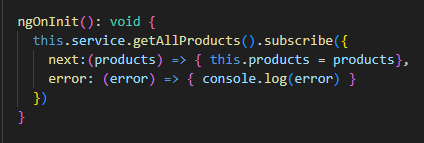 ngOnInit(): void {
this.service.getAllProducts().subscribe({
next:(products) => { this.products = products},
error: (error) => { console.log(error) }
})
}